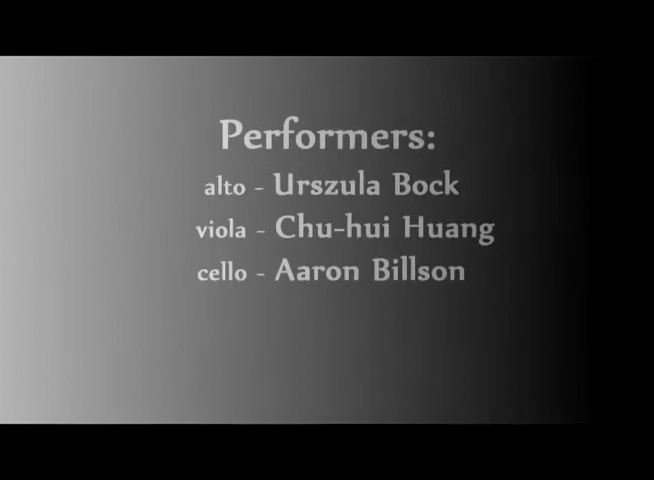 Performers:
alto - Urszula Bock
viola - Chu-hui Huang
cello - Aaron Billson